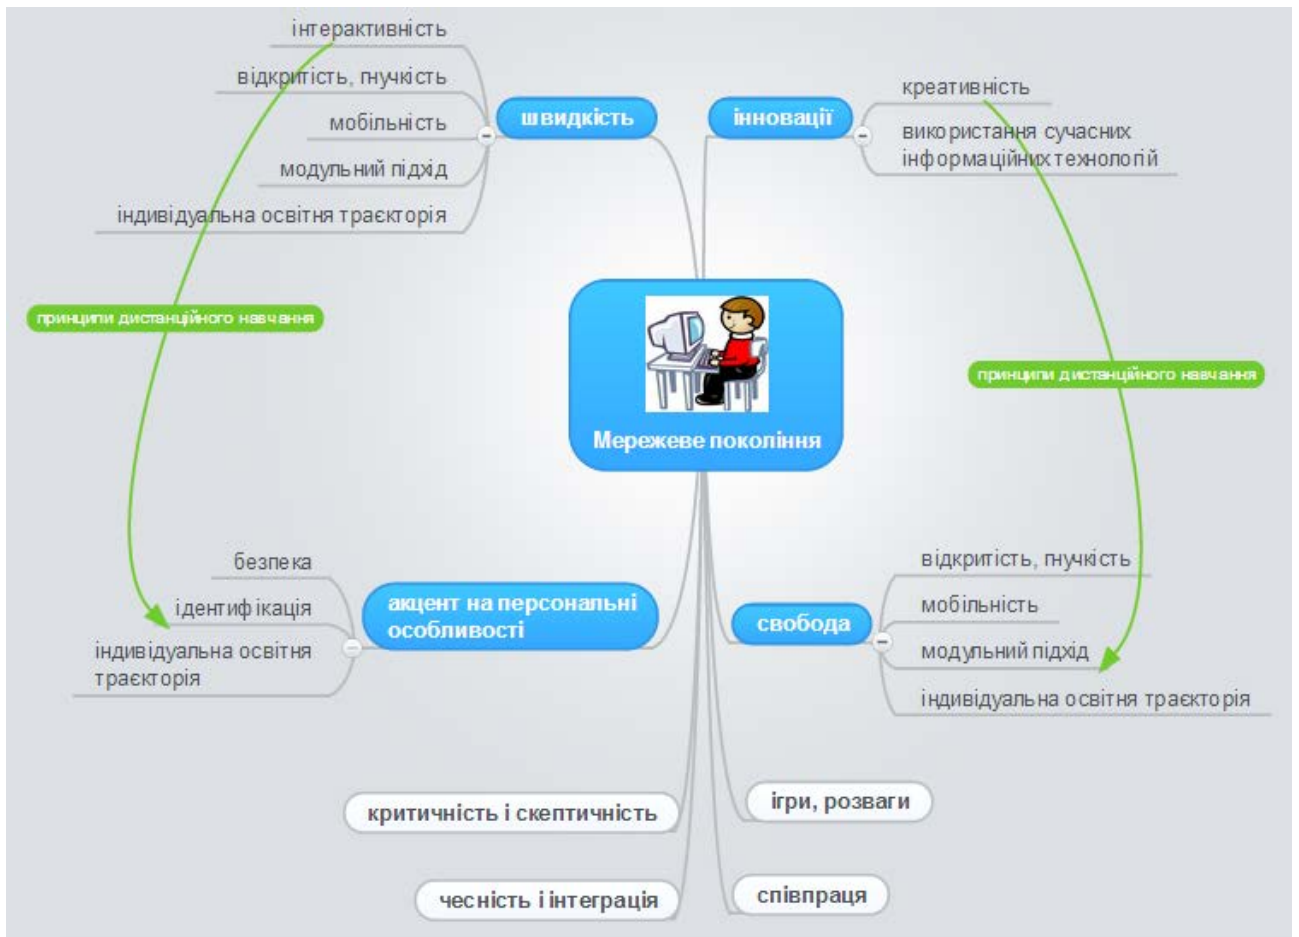 інтерактивність
відкритість, гнучкість
мобільність
модульний підхід
індивідуальна освітня траєкторія
швидкість
інновації
креативність
використання сучасних
інформаційних технологій
принципи дистанційного навчання
Мережеве покоління
принципи дистанційного навчання
безпека
ідентифікація
індивідуальна освітня
траєкторія
акцент на персональні
особливості
свобода
відкритість, гнучкість
мобільність
модульний підхід
індивідуальна освітня траєкторія
критичність і скептичність
ігри, розваги
чесність і інтеграція
співпраця